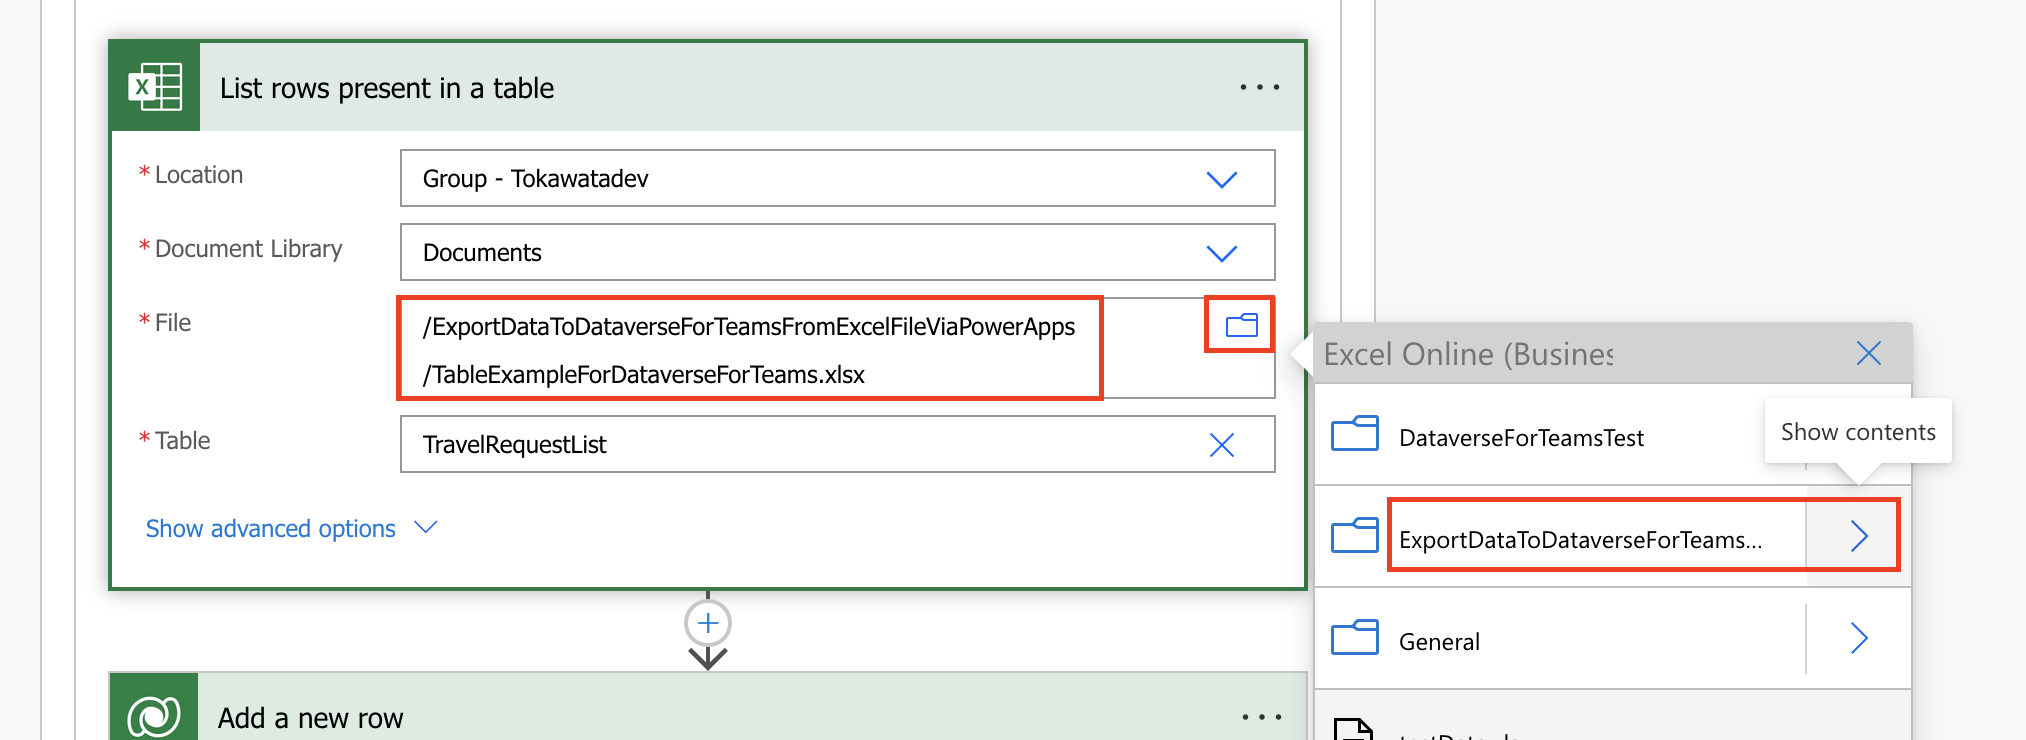 List rows present in a table
* Location
Group - Tokawatadev
* Document Library
Documents
* File
/ExportDataToDataverseForTeamsFromExcelFileViaPowerApps
/TableExampleForDataverseForTeams.xlsx
* Table
TravelRequestList
Show advanced options
Add a new row
Excel Online (Busines
DataverseForTeamsTest
Show contents
ExportDataToDataverseForTeams...
General